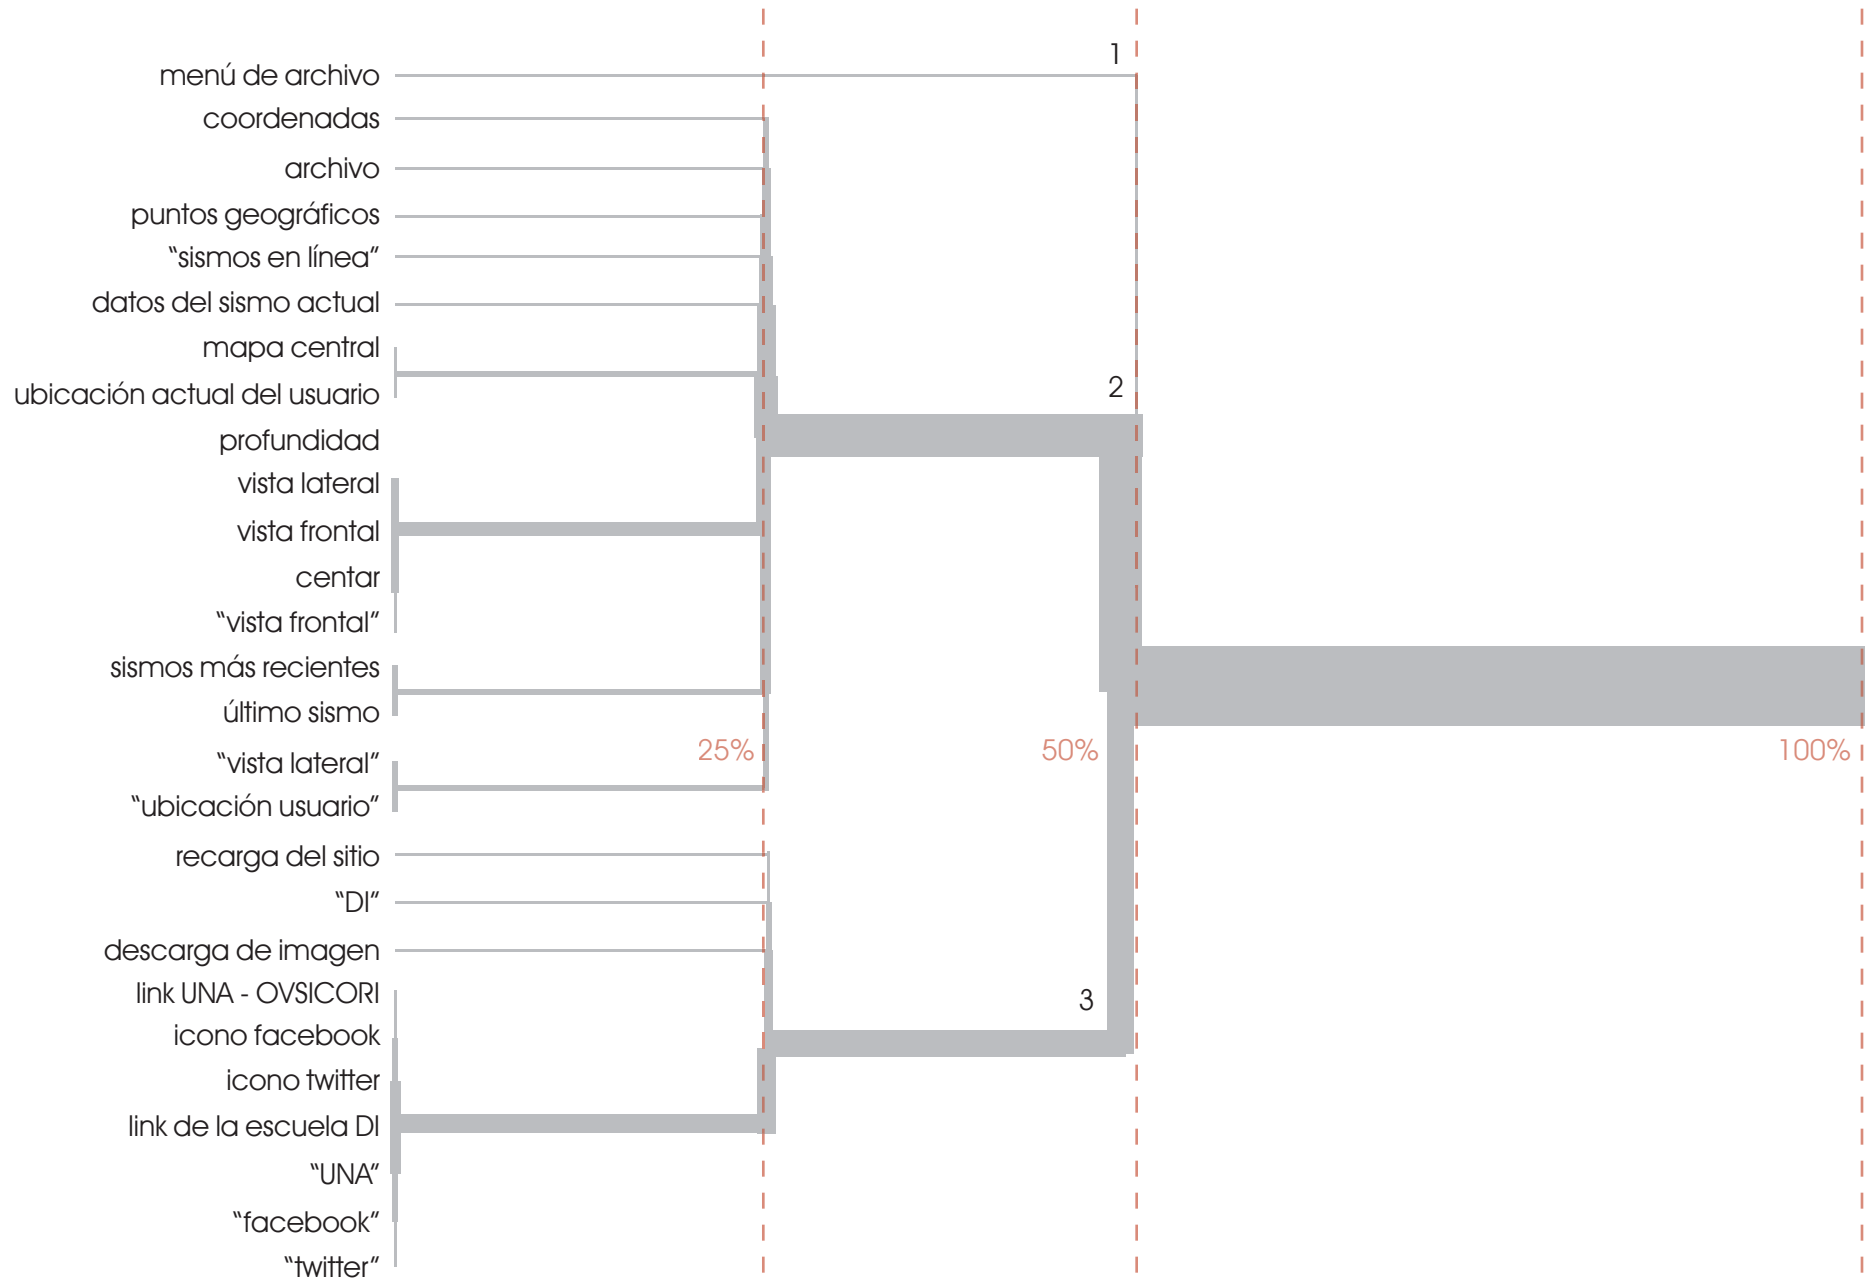 1
menú de archivo
coordenadas
archivo
puntos geográficos
“sismos en línea”
datos del sismo actual
mapa central
2
ubicación actual del usuario
profundidad
vista lateral
vista frontal
centar
“vista frontal”
sismos más recientes
último sismo
25% 50% 100%
“vista lateral”
“ubicación usuario”
recarga del sitio
“DI”
descarga de imagen
link UNA - OVSICORI
3
icono facebook
icono twitter
link de la escuela DI
“UNA”
“facebook”
“twitter”